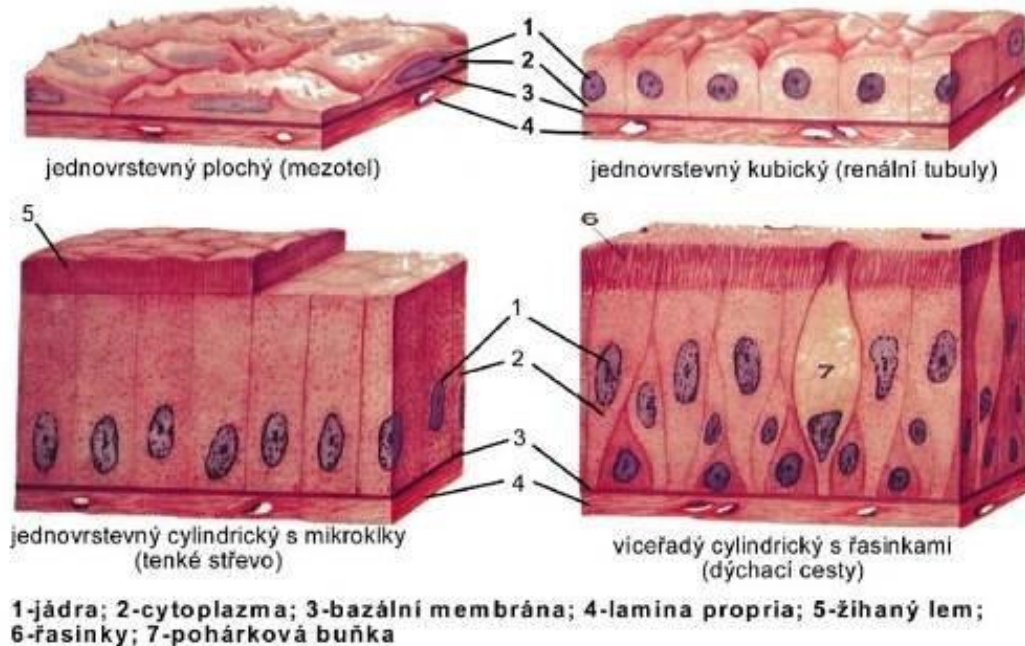 1
2
3
4
jednovrstevný plochý (mezotel)
jednovrstevný kubický (renální tubuly)
5
6
1
2
7
3
4
jednovrstevný cylindrický s mikroklky
(tenké střevo)
víceřadý cylindrický s řasinkami
(dýchací cesty)
1-jádra; 2-cytoplazma; 3-bazální membrána; 4-lamina propria; 5-žíhaný lem;
6-řasinky; 7-pohárková buňka